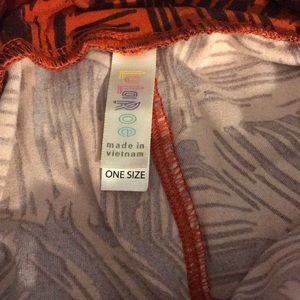 LuLaRoe
made in
vietnam
ONE SIZE